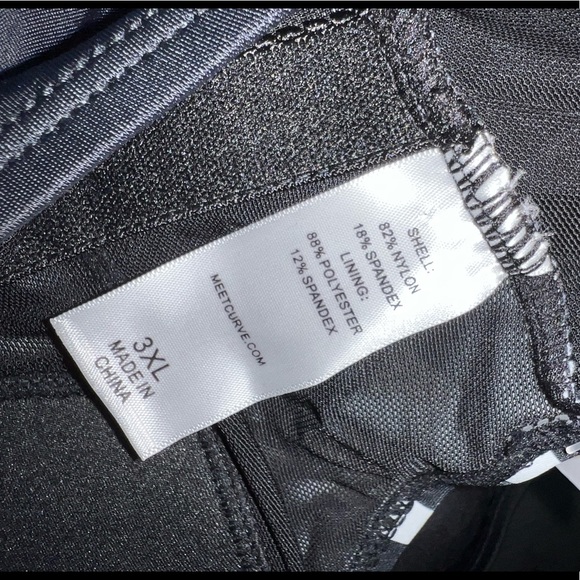 SHELL:
82% NYLON
18% SPANDEX
LINING:
88% POLYESTER
12% SPANDEX
MEETCURVE.COM
3XL
MADE IN
CHINA